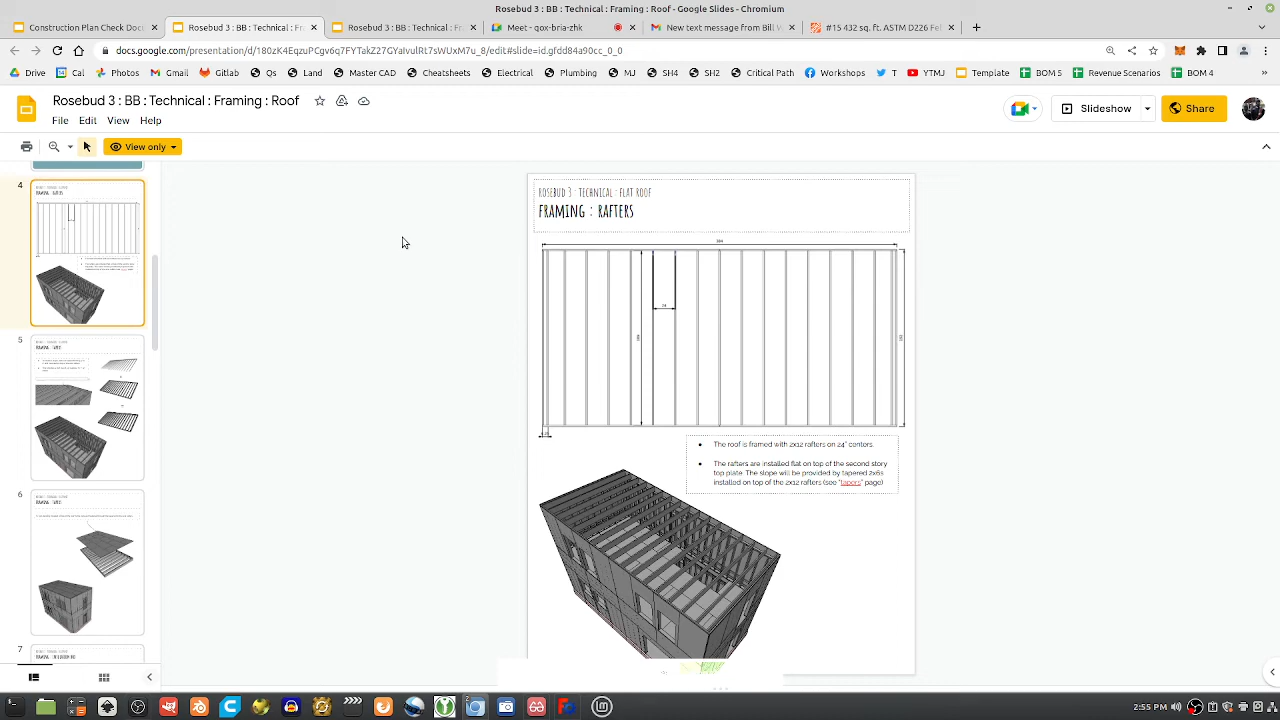 Rosebud 3 : BB : Technical : Framing : Roof - Google Slides - Chromium
Construction Plan Check Doc
Rosebud 3 : BB : Technical : Fr
Rosebud 3 : BB : Technical : Fr
Meet - qox-bria-zhk
New text message from Bill W
#15 432 sq. ft. ASTM D226 Fel
docs.google.com/presentation/d/180zK4EqzuPCgv6q7FYTakZ27GYaIvulRt7sWUxM7u_8/edit#slide=id.gfdd84a90cc_0_0
Drive
Cal
Photos
Gmail
Gitlab
Qs
Land
Master CAD
Cheatsheets
Electrical
Plumbing
MJ
SH4
SH2
Critical Path
Workshops
T
YTMJ
Template
BOM 5
Revenue Scenarios
BOM 4
Rosebud 3 : BB : Technical : Framing : Roof
File Edit View Help
Slideshow
Share
View only
4
5
6
7
ROSEBUD 3 : TECHNICAL : FLAT ROOF
FRAMING : RAFTERS
384
24
• The roof is framed with 2x12 rafters on 24" centers.
• The rafters are installed flat on top of the second story
top plate. The slope will be provided by tapered 2x6s
installed on top of the 2x12 rafters (see "tapers" page)
2:55 PM